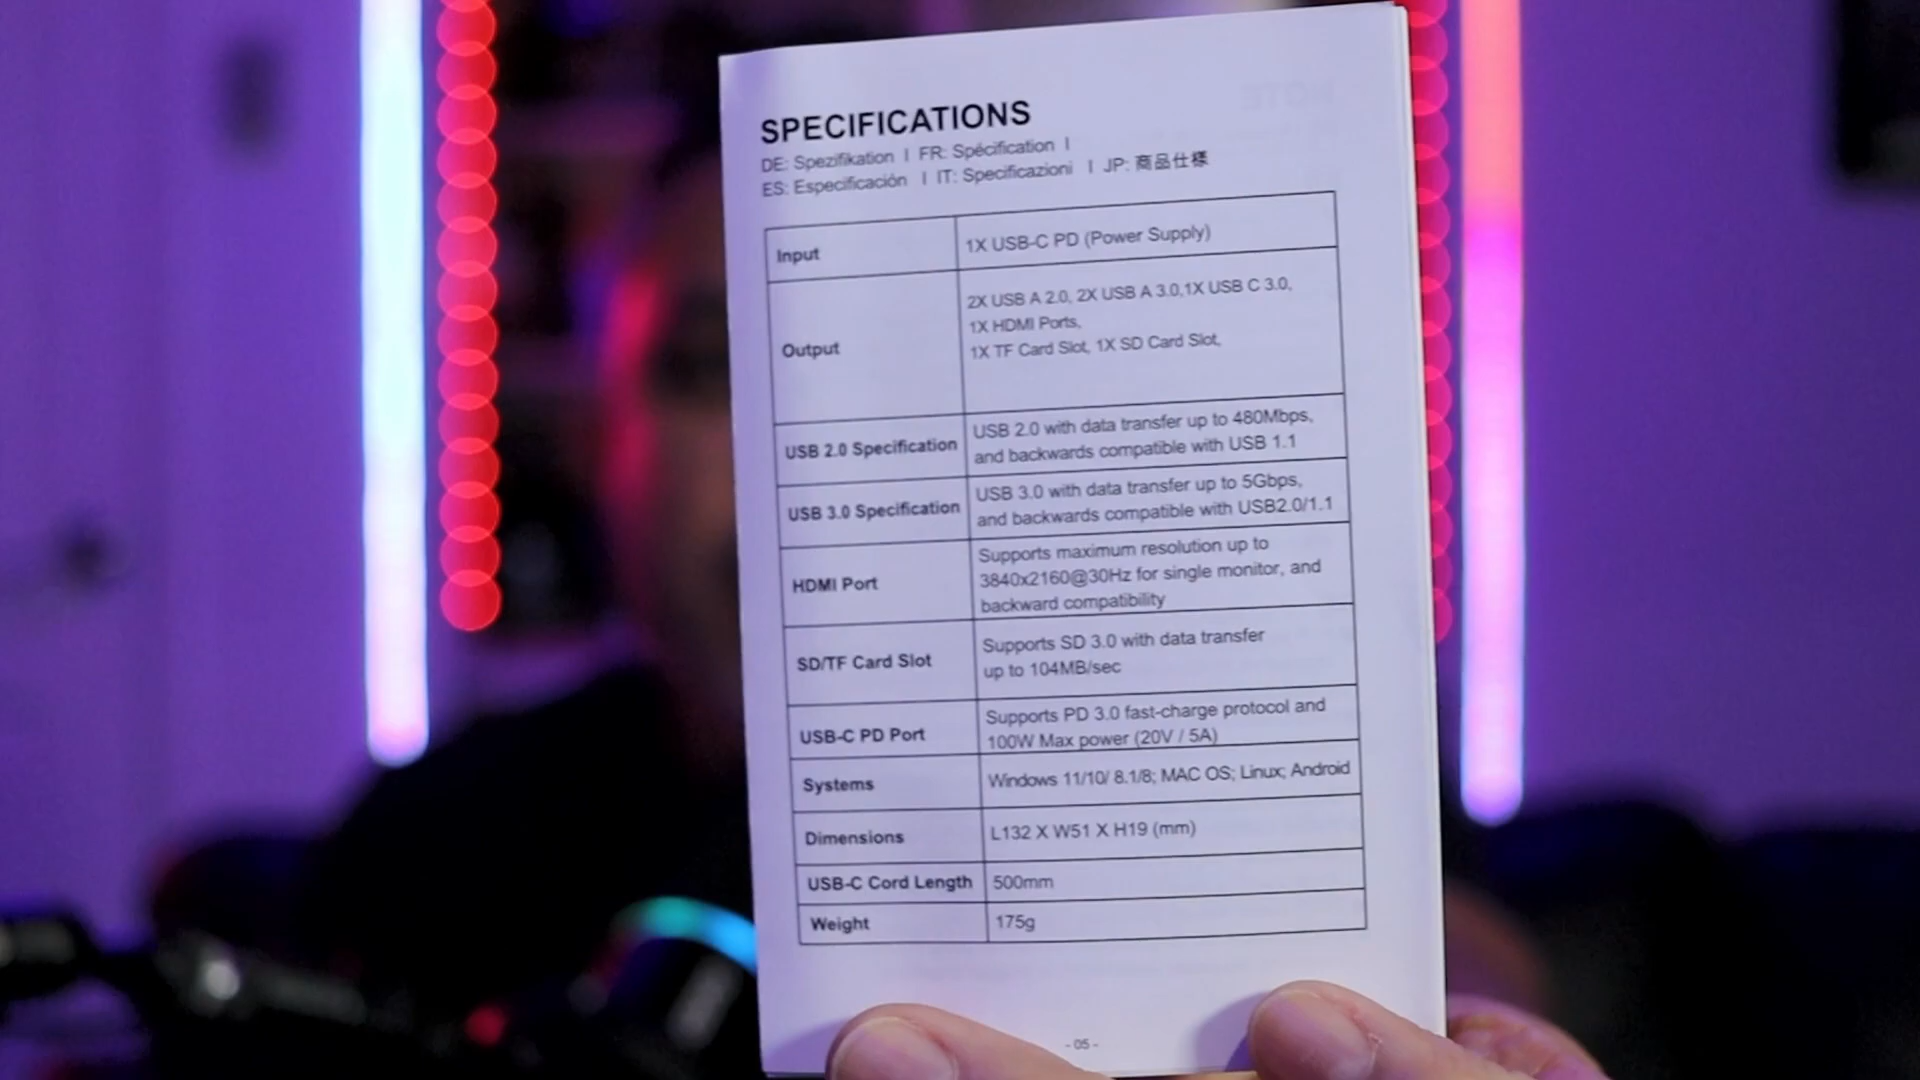 SPECIFICATIONS
DE: Spezifikation | FR: Spécification |
ES: Especificación | IT: Specificazioni | JP: 商品仕様
Input
1X USB-C PD (Power Supply)
Output
2X USB A 2.0, 2X USB A 3.0,1X USB C 3.0,
1X HDMI Ports,
1X TF Card Slot, 1X SD Card Slot,
USB 2.0 Specification
USB 2.0 with data transfer up to 480Mbps,
and backwards compatible with USB 1.1
USB 3.0 Specification
USB 3.0 with data transfer up to 5Gbps,
and backwards compatible with USB2.0/1.1
HDMI Port
Supports maximum resolution up to
3840x2160@30Hz for single monitor, and
backward compatibility
SD/TF Card Slot
Supports SD 3.0 with data transfer
up to 104MB/sec
USB-C PD Port
Supports PD 3.0 fast-charge protocol and
100W Max power (20V / 5A)
Systems
Windows 11/10/ 8.1/8; MAC OS; Linux; Android
Dimensions
L132 X W51 X H19 (mm)
USB-C Cord Length
500mm
Weight
175g
- 05 -